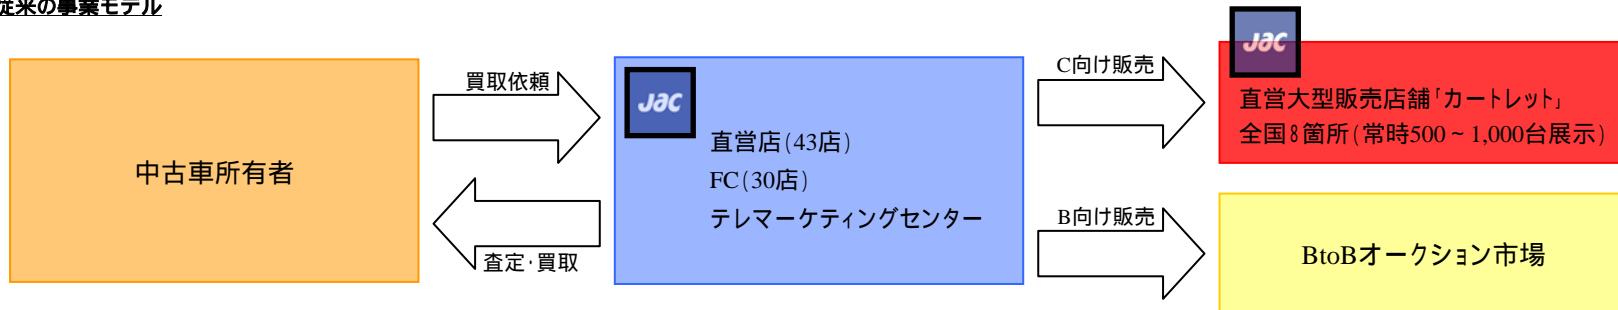 従来の事業モデル
中古車所有者
買取依頼
査定・買取
Jac
直営店(43店)
FC(30店)
テレマーケティングセンター
C向け販売
B向け販売
Jac
直営大型販売店舗「カートレット」
全国8箇所(常時500~1,000台展示)
BtoBオークション市場